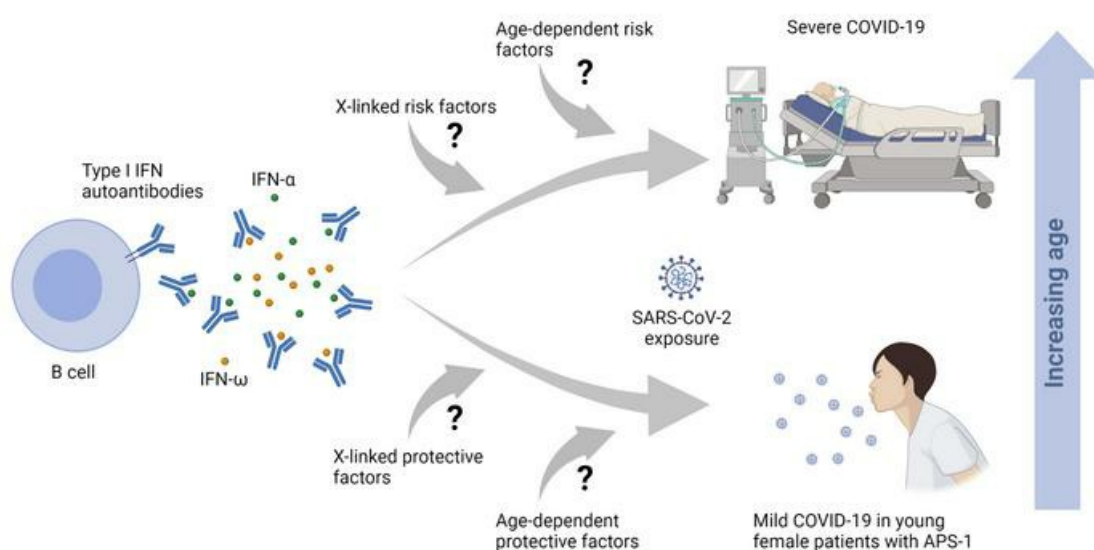 Age-dependent risk
factors
?
Severe COVID-19
X-linked risk factors
?
Type I IFN
autoantibodies
IFN-α
SARS-CoV-2
exposure
B cell
IFN-ω
?
X-linked protective
factors
?
Age-dependent
protective factors
Mild COVID-19 in young
female patients with APS-1
Increasing age